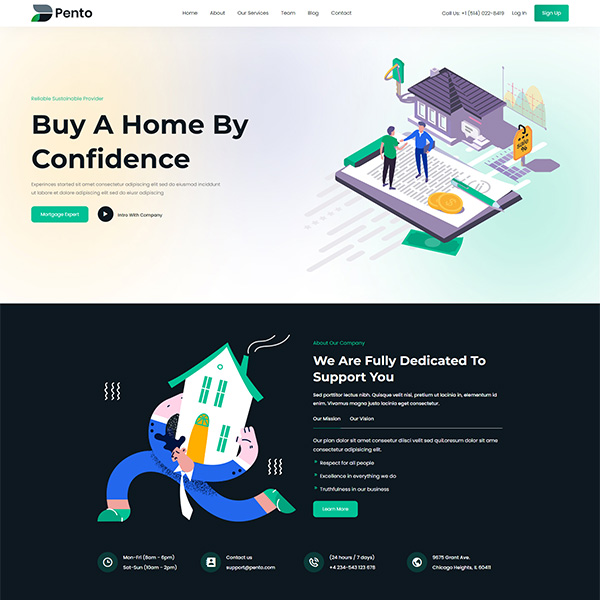 Pento
Home About Our Services Team Blog Contact
Call Us: +1 (514) 022-8419 Log In Sign Up
Reliable Sustainable Provider
Buy A Home By
Confidence
Experinces started sit amet consectetur adipiscing elit sed do eiusmod incididunt
ut labore et dolore adipiscing elit sed do eiusr adipiscing
Mortgage Expert Intro With Company
sale
%
About Our Company
We Are Fully Dedicated To
Support You
Sed porttitor lectus nibh. Quisque velit nisi, pretium ut lacinia in, elementum id
enim. Vivamus magna justo lacinia eget consectetur.
Our Mission Our Vision
Our plan dolor sit amet consetur dilsci velit sed quiLoresum dolor sit ame
consectetur adipisicing elit.
Respect for all people
Excellence in everything we do
Truthfulness in our business
Learn More
Mon-Fri (8am - 6pm)
Sat-Sun (10am - 2pm)
Contact us
support@pento.com
(24 hours / 7 days)
+4 234-543 123 678
9575 Grant Ave.
Chicago Heights, IL 60411